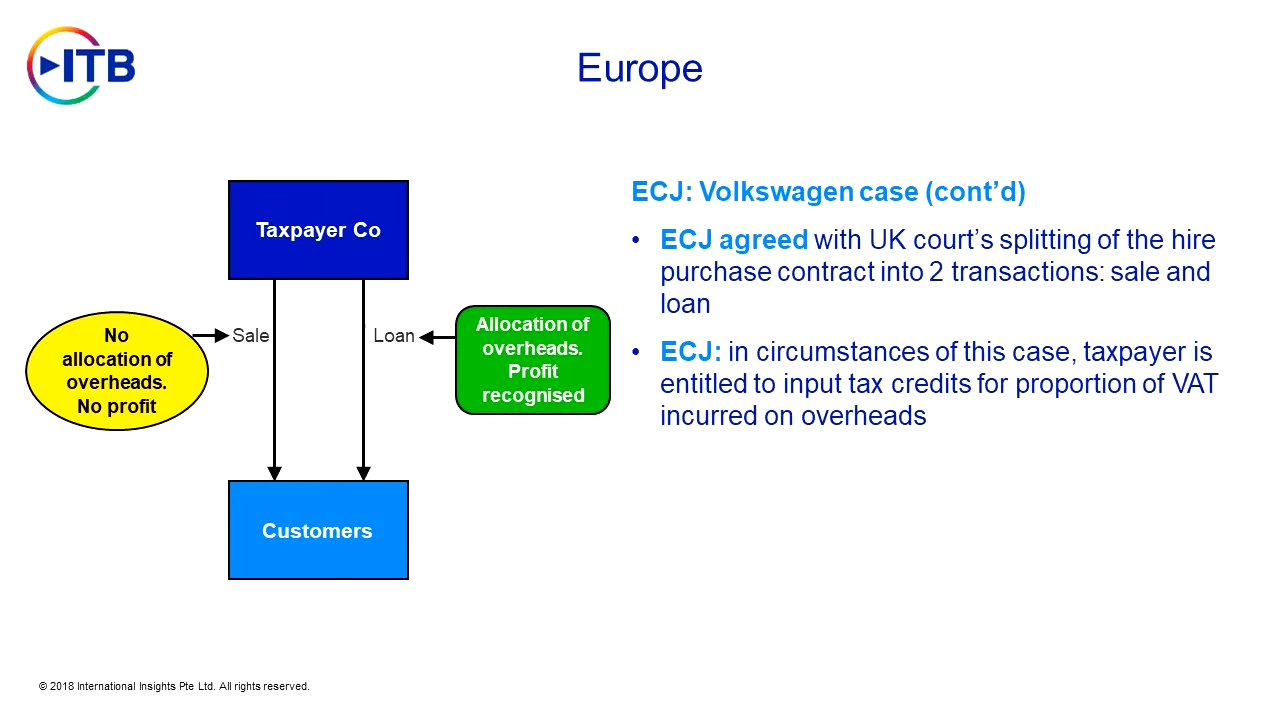 ITB
Europe
Taxpayer Co
No
allocation of
overheads.
No profit
Sale
Loan
Allocation of
overheads.
Profit
recognised
Customers
ECJ: Volkswagen case (cont’d)
• ECJ agreed with UK court’s splitting of the hire
purchase contract into 2 transactions: sale and
loan
• ECJ: in circumstances of this case, taxpayer is
entitled to input tax credits for proportion of VAT
incurred on overheads
© 2018 International Insights Pte Ltd. All rights reserved.